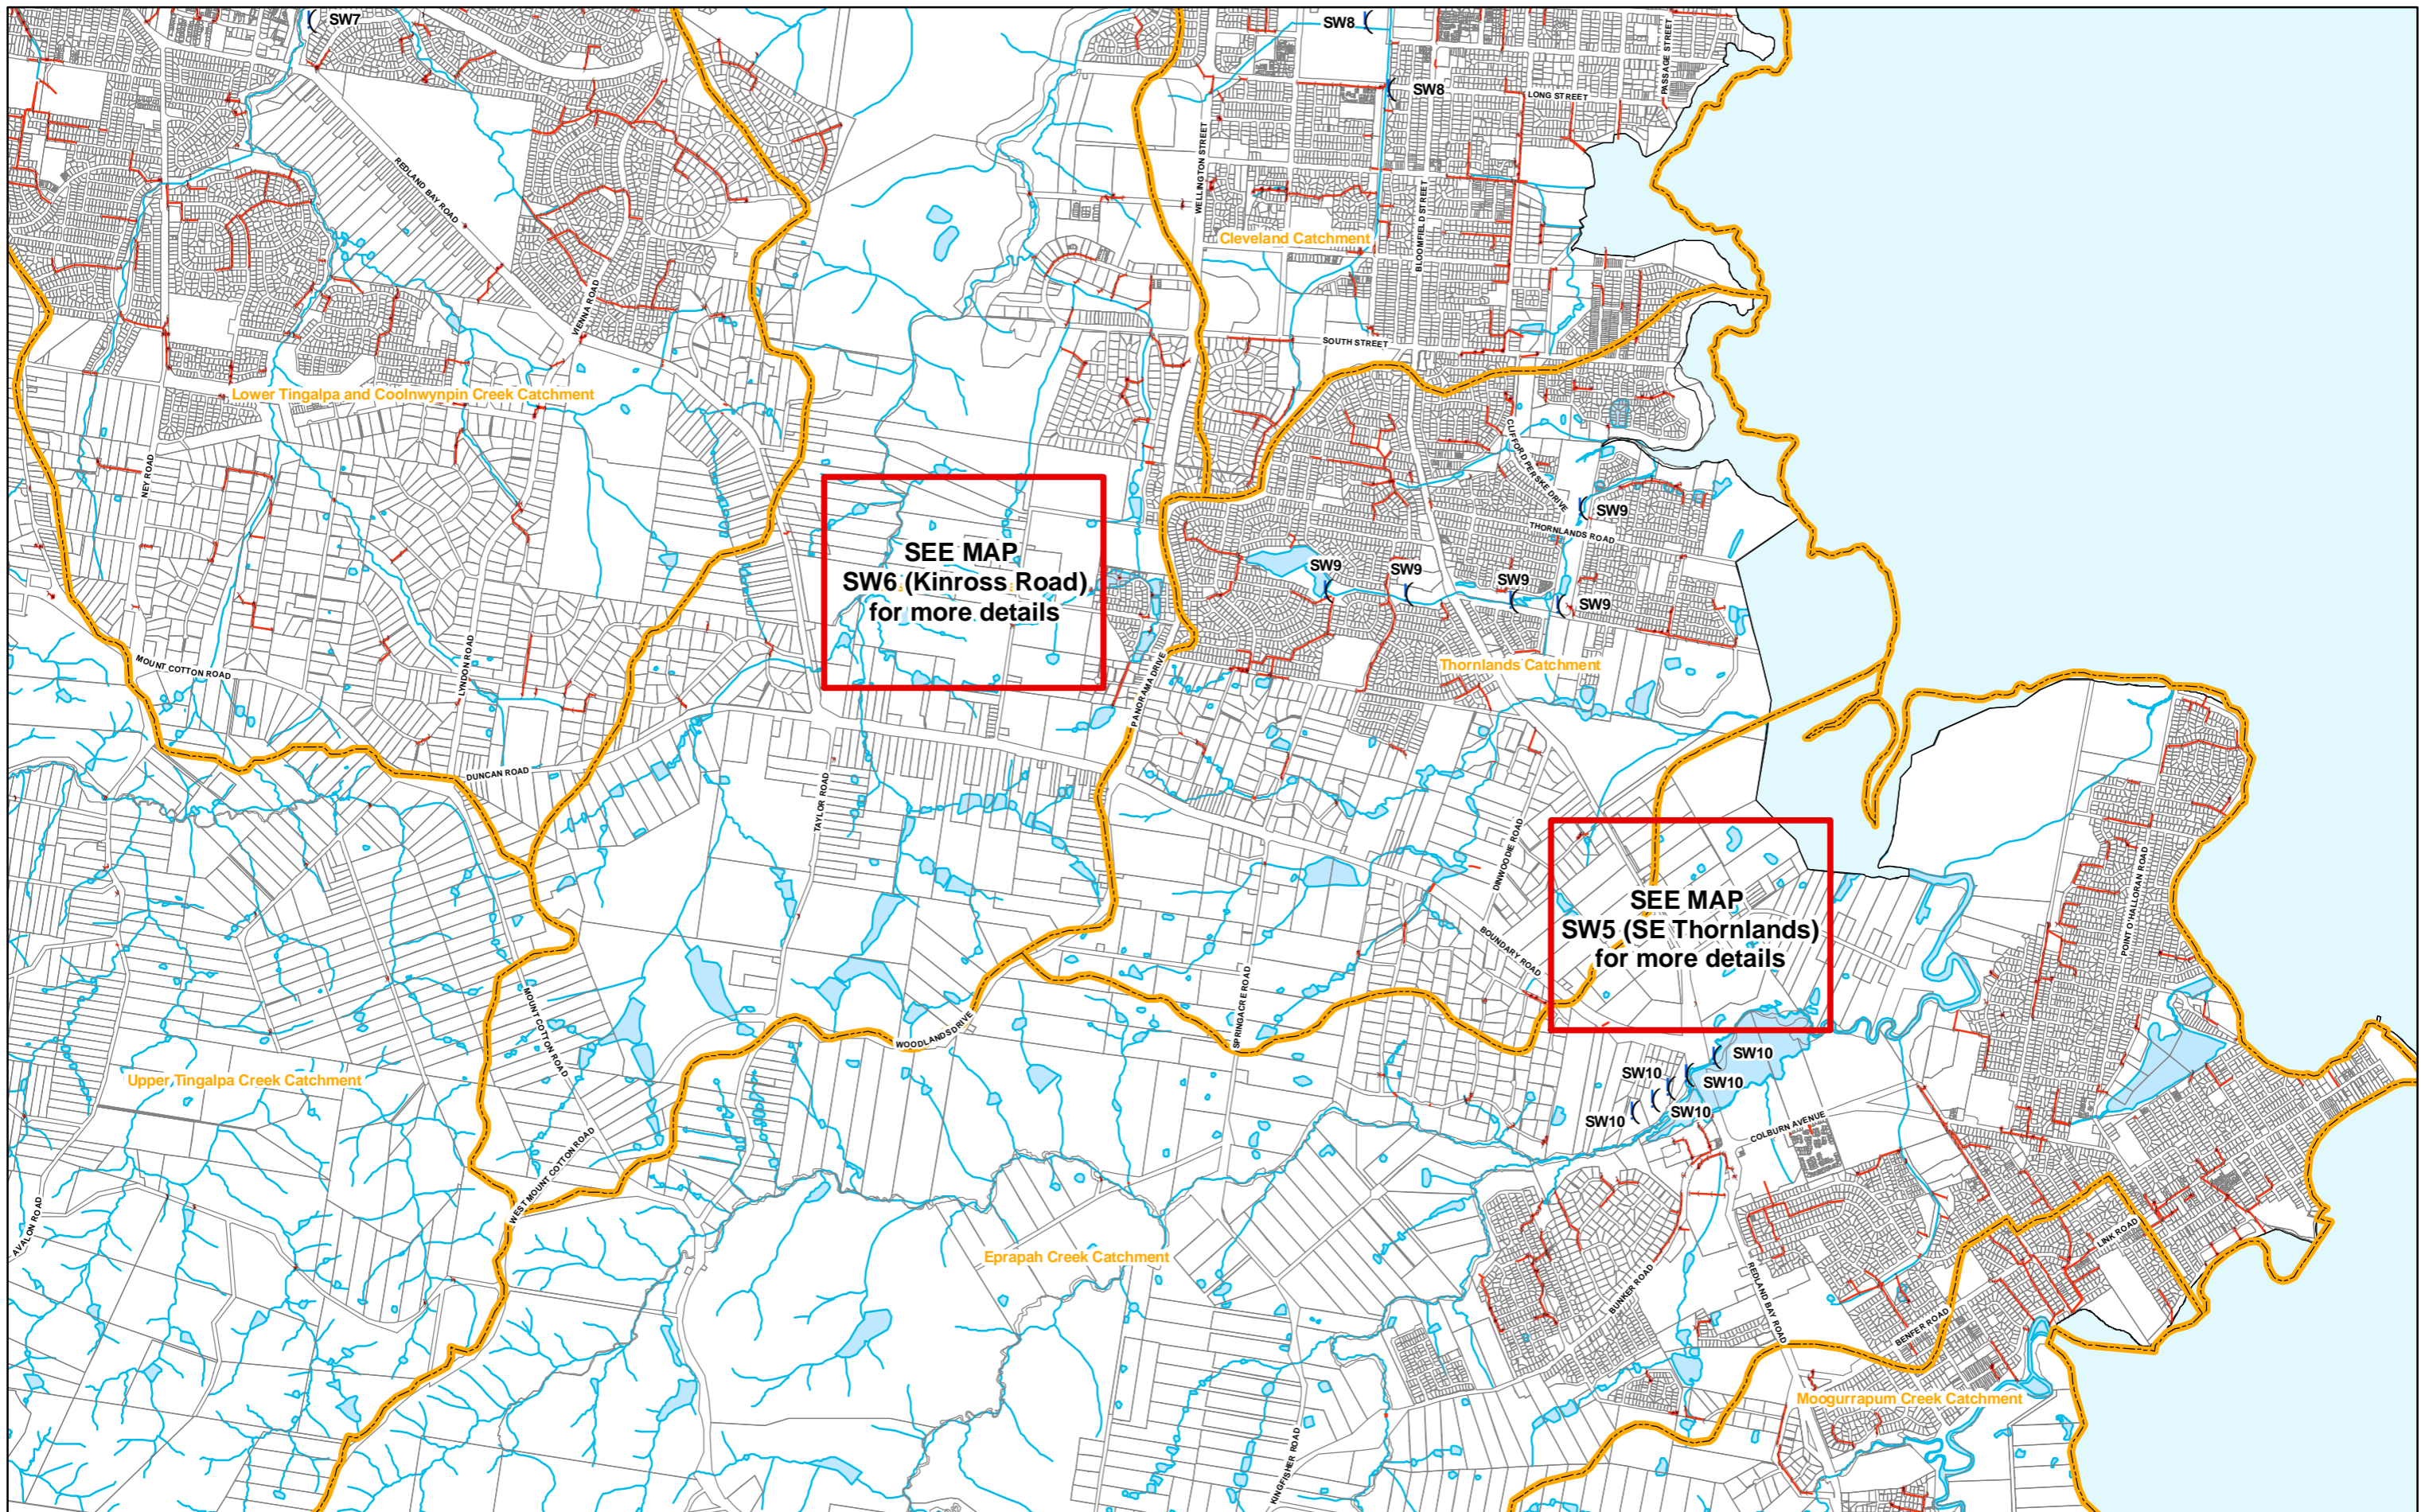 SW7
SW8
SW8
PASSAGE STREET
LONG STREET
WELLINGTON STREET
REDLAND BAY ROAD
BLOOMFIELD STREET
Cleveland Catchment
VIENNA ROAD
SOUTH STREET
Lower Tingalpa and Coolnwynpin Creek Catchment
CLIFFORD PERSKE DRIVE
NEY ROAD
SW9
THORNLANDS ROAD
SEE MAP
SW6 (Kinross Road)
for more details
SW9
SW9
SW9
SW9
MOUNT COTTON ROAD
LYNDON ROAD
PANORAMA DRIVE
Thornlands Catchment
DUNCAN ROAD
TAYLOR ROAD
DINWOODIE ROAD
SEE MAP
SW5 (SE Thornlands)
for more details
POINT O'HALLORAN ROAD
BOUNDARY ROAD
MOUNT COTTON ROAD
WOODLANDS DRIVE
SPRINGACRE ROAD
SW10
SW10
SW10
SW10
SW10
Upper Tingalpa Creek Catchment
COLBURN AVENUE
WEST MOUNT COTTON ROAD
AVALON ROAD
Eprapah Creek Catchment
LINK ROAD
BUNKER ROAD
REDLAND BAY ROAD
BENFER ROAD
Moogurrapum Creek Catchment
KINGFISHER ROAD